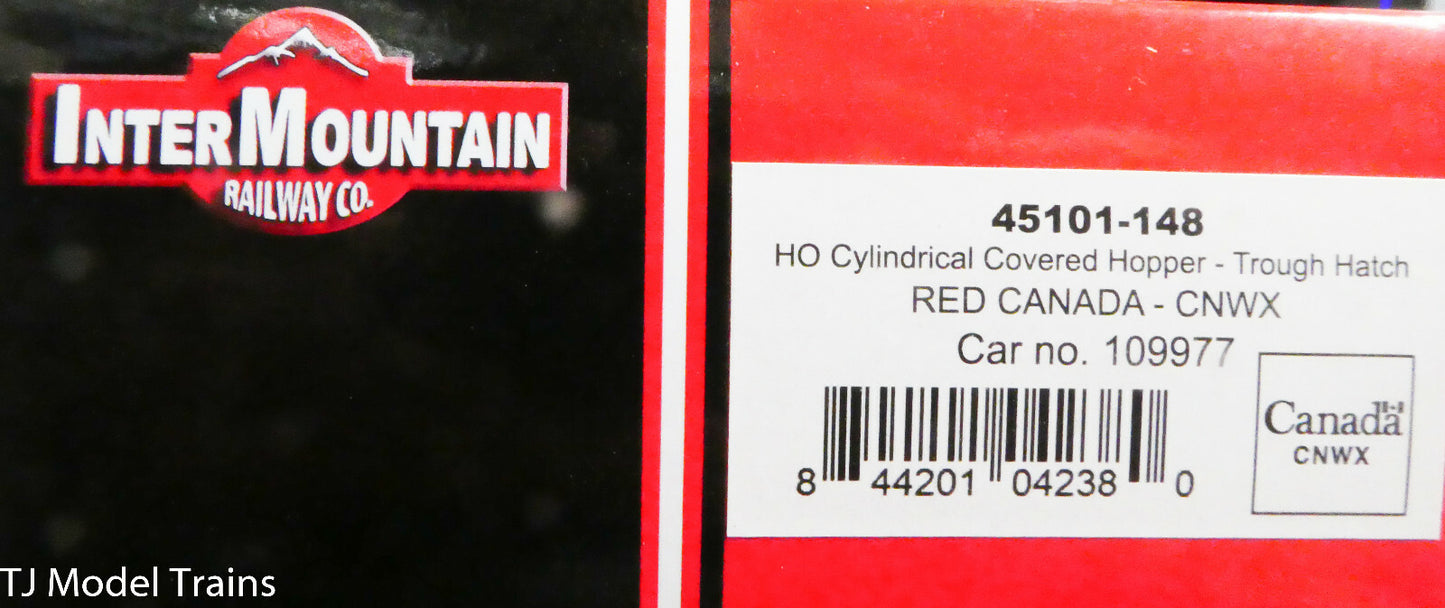 INTERMOUNTAIN
RAILWAY CO.
45101-148
HO Cylindrical Covered Hopper - Trough Hatch
RED CANADA - CNWX
Car no. 109977
8 44201 04238 0
Canada
CNWX
TJ Model Trains